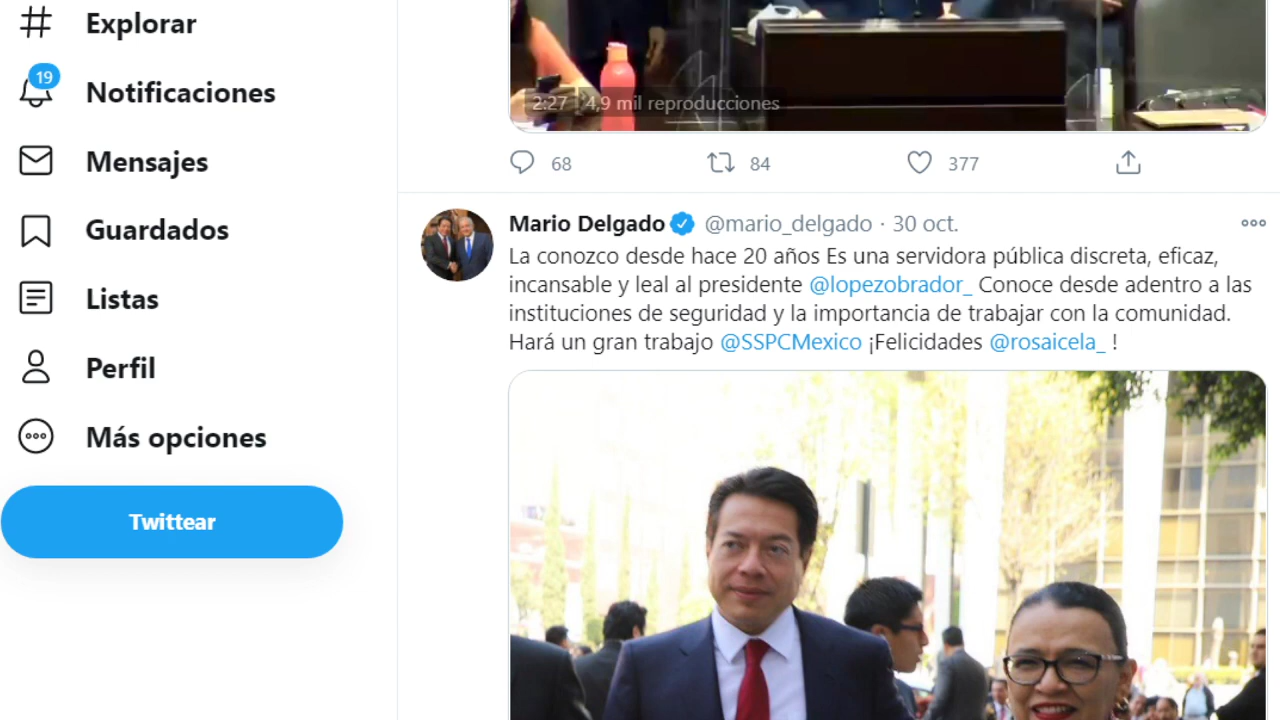 Explorar
19
Notificaciones
Mensajes
Guardados
Listas
Perfil
Más opciones
Twittear
2:27 4,9 mil reproducciones
68 84 377
Mario Delgado @mario_delgado · 30 oct.
La conozco desde hace 20 años Es una servidora pública discreta, eficaz,
incansable y leal al presidente @lopezobrador_ Conoce desde adentro a las
instituciones de seguridad y la importancia de trabajar con la comunidad.
Hará un gran trabajo @SSPCMexico ¡Felicidades @rosaicela_ !